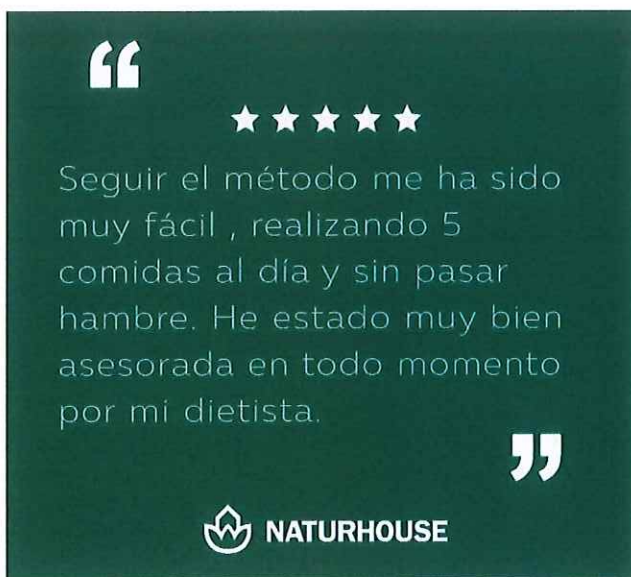 “
Seguir el método me ha sido
muy fácil , realizando 5
comidas al día y sin pasar
hambre. He estado muy bien
asesorada en todo momento
por mi dietista.
”
NATURHOUSE